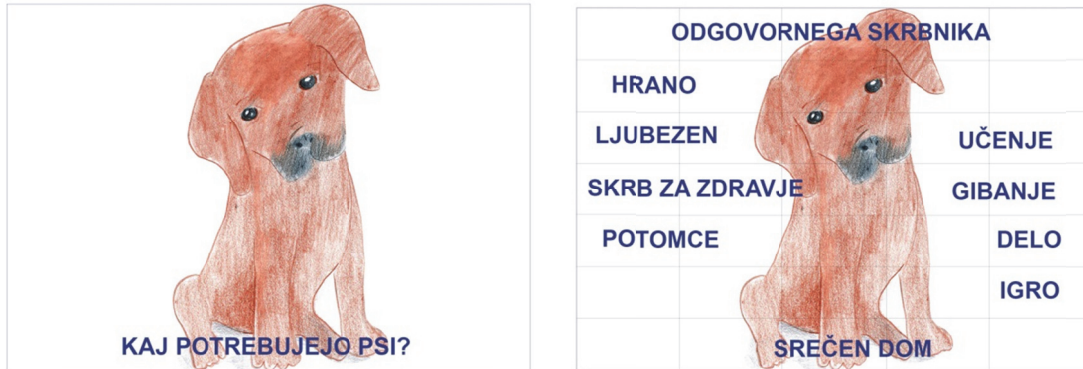 KAJ POTREBUJEJO PSI?
ODGOVORNEGA SKRBNIKA
HRANO
LJUBEZEN
UČENJE
SKRB ZA ZDRAVJE
GIBANJE
POTOMCE
DELO
IGRO
SREČEN DOM